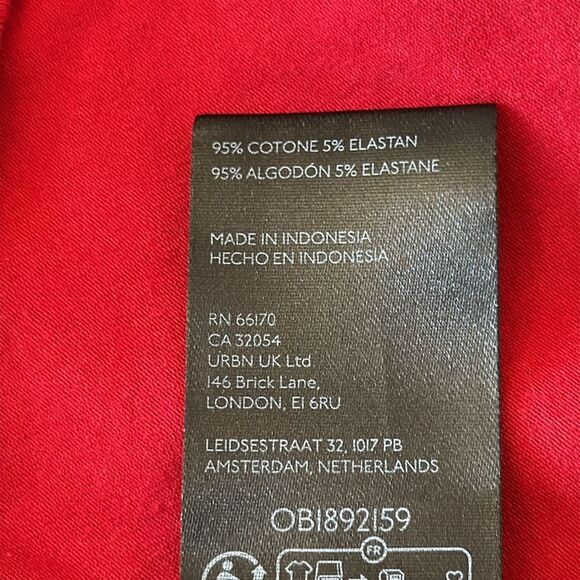 95% COTONE 5% ELASTAN
95% ALGODÓN 5% ELASTANE
MADE IN INDONESIA
HECHO EN INDONESIA
RN 66170
CA 32054
URBN UK Ltd
146 Brick Lane,
LONDON, E1 6RU
LEIDSESTRAAT 32, 1017 PB
AMSTERDAM, NETHERLANDS
OB1892159
FR